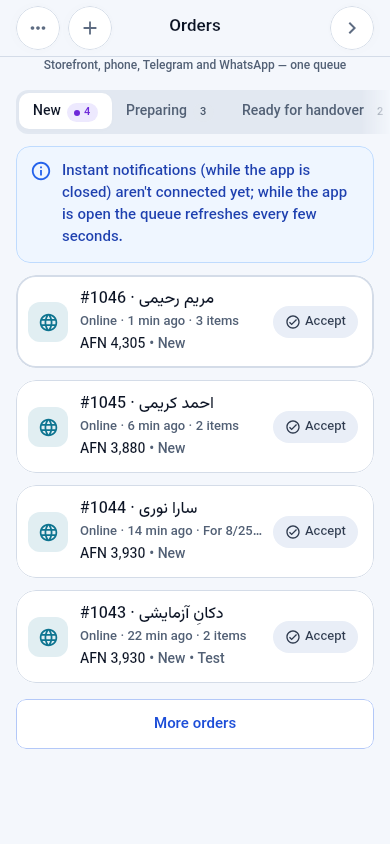 Orders
Storefront, phone, Telegram and WhatsApp — one queue
New 4 Preparing 3 Ready for handover 2
Instant notifications (while the app is
closed) aren't connected yet; while the app
is open the queue refreshes every few
seconds.
#1046 · مریم رحیمی
Online · 1 min ago · 3 items
AFN 4,305 • New
Accept
#1045 · احمد کریمی
Online · 6 min ago · 2 items
AFN 3,880 • New
Accept
#1044 · سارا نوری
Online · 14 min ago · For 8/25…
AFN 3,930 • New
Accept
#1043 · دکانِ آزمایشی
Online · 22 min ago · 2 items
AFN 3,930 • New • Test
Accept
More orders